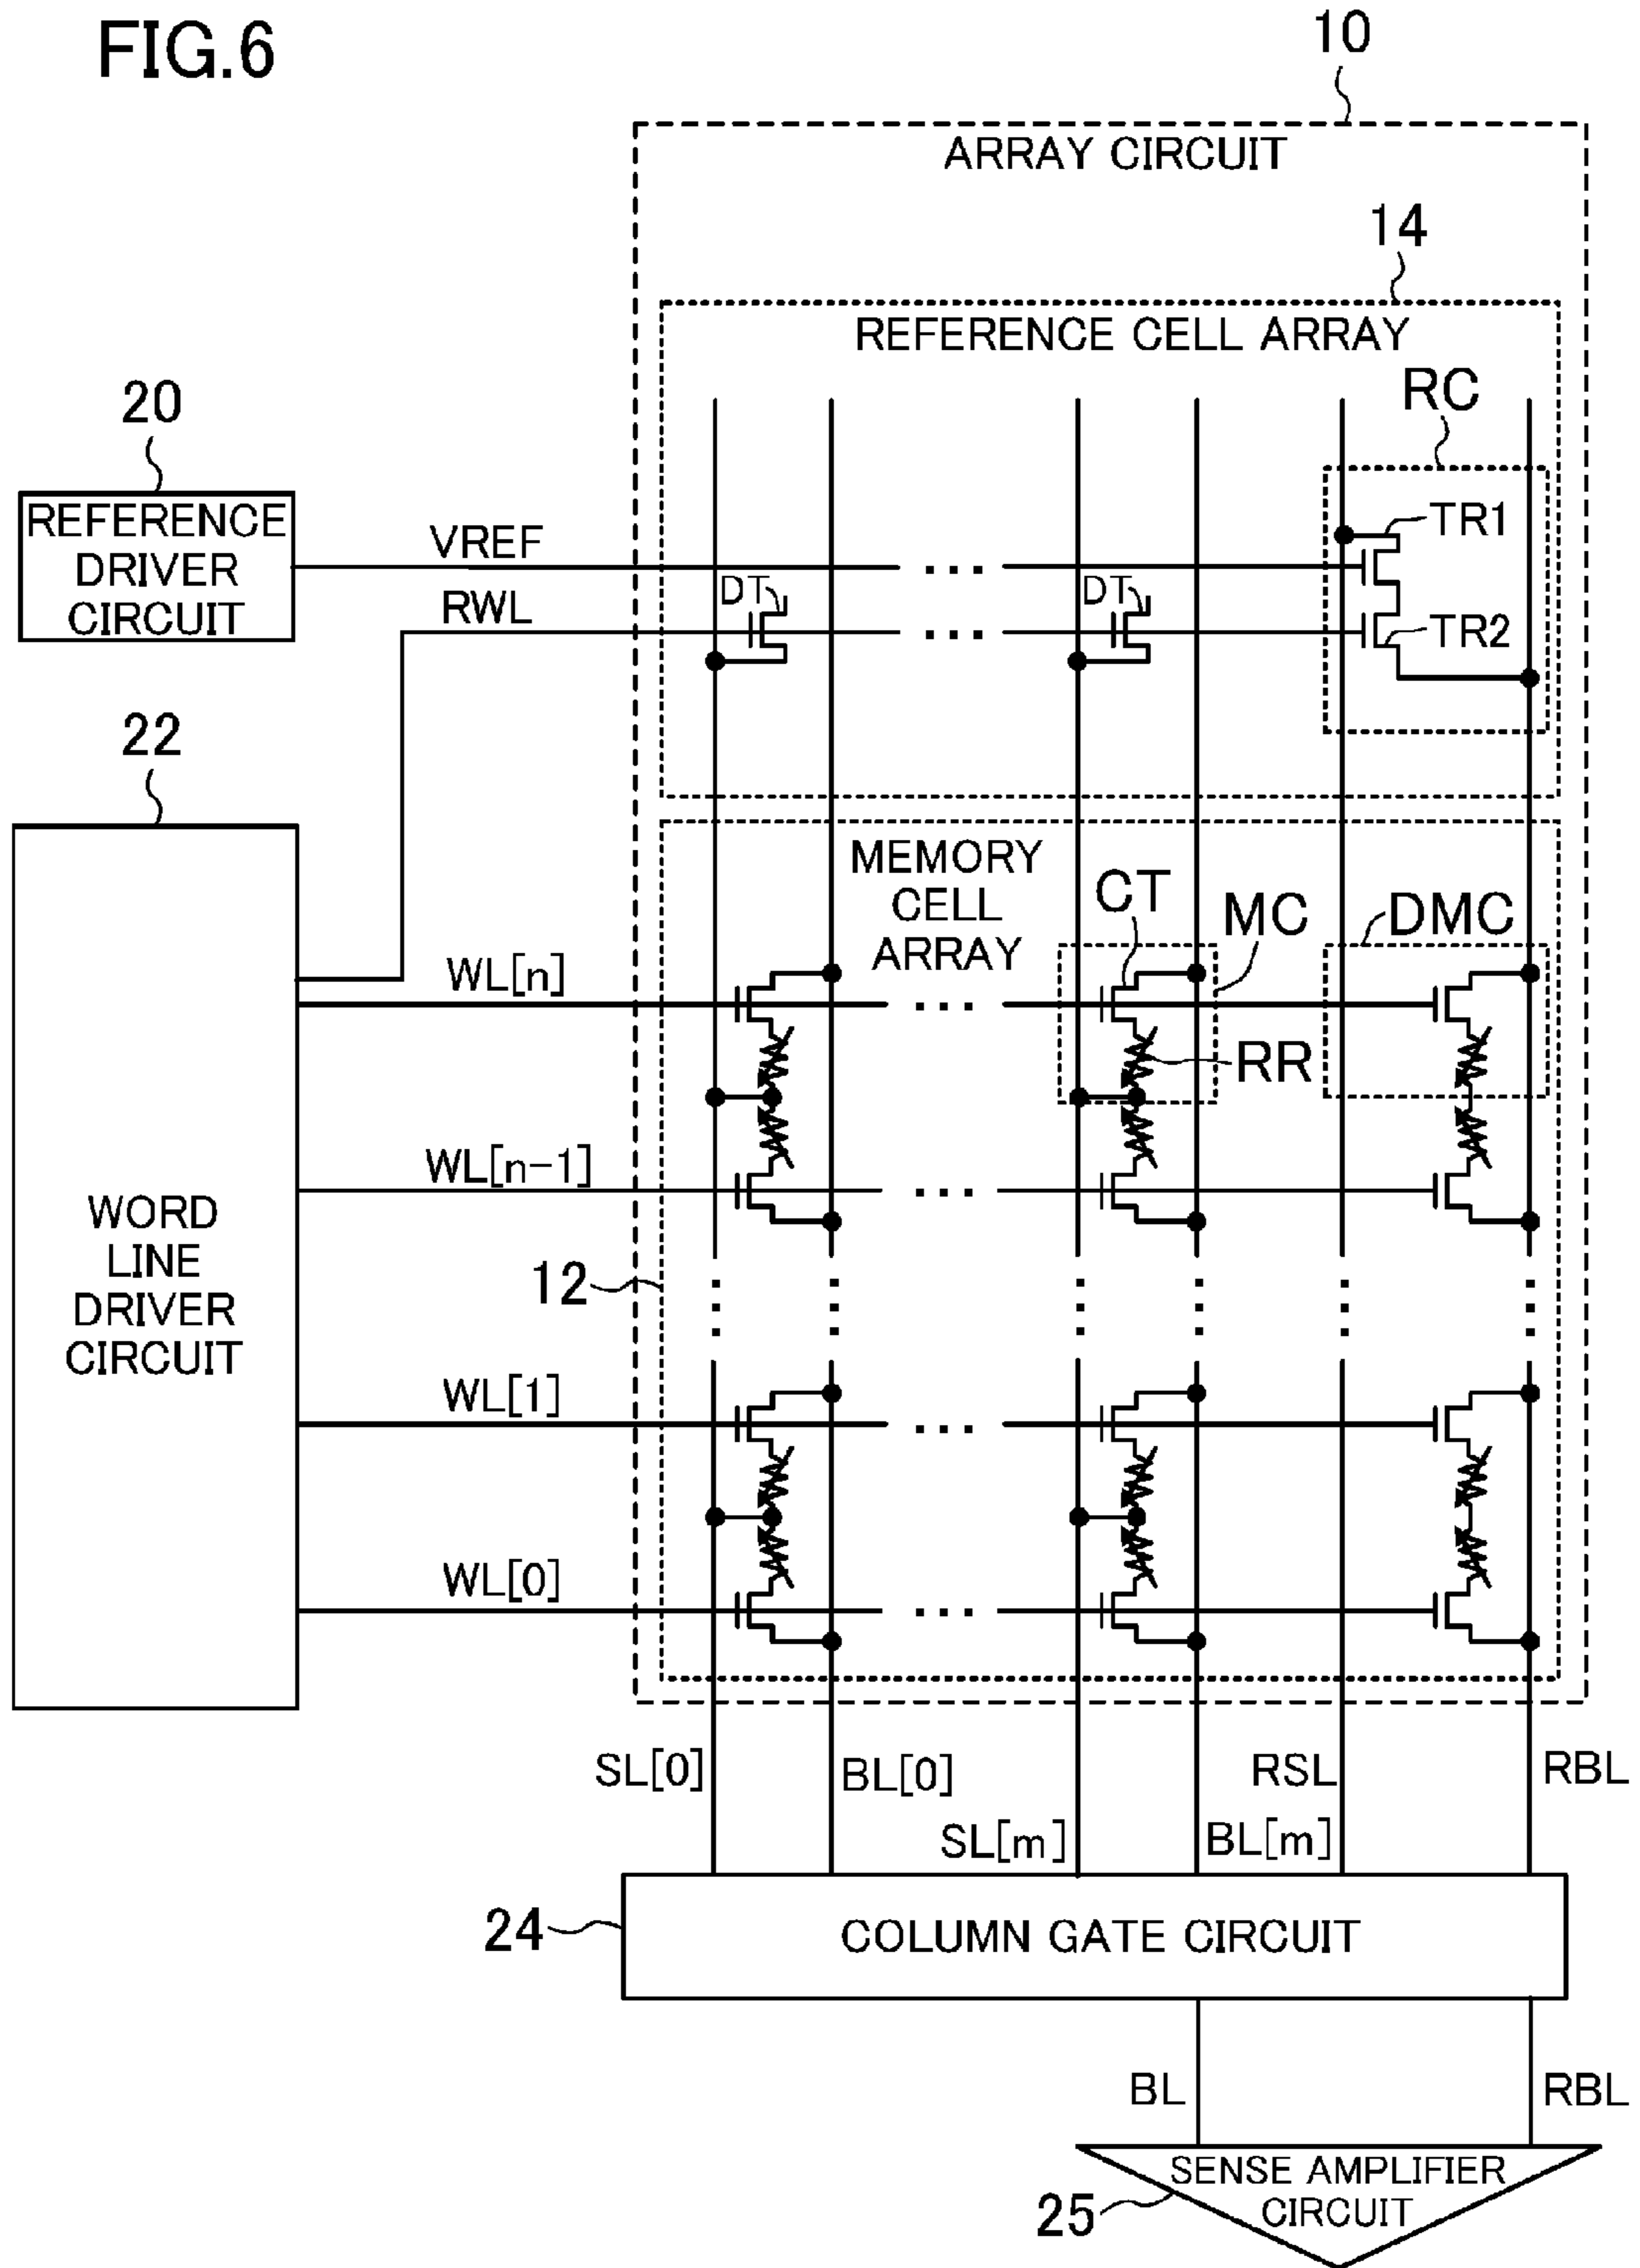 FIG.6
10
ARRAY CIRCUIT
14
REFERENCE CELL ARRAY
RC
20
REFERENCE
DRIVER
CIRCUIT
VREF
RWL
DT
DT
TR1
TR2
22
WORD
LINE
DRIVER
CIRCUIT
MEMORY
CELL
ARRAY
CT
MC
DMC
WL[n]
RR
WL[n-1]
12
WL[1]
WL[0]
SL[0]
BL[0]
SL[m]
BL[m]
RSL
RBL
24
COLUMN GATE CIRCUIT
BL
RBL
25
SENSE AMPLIFIER
CIRCUIT